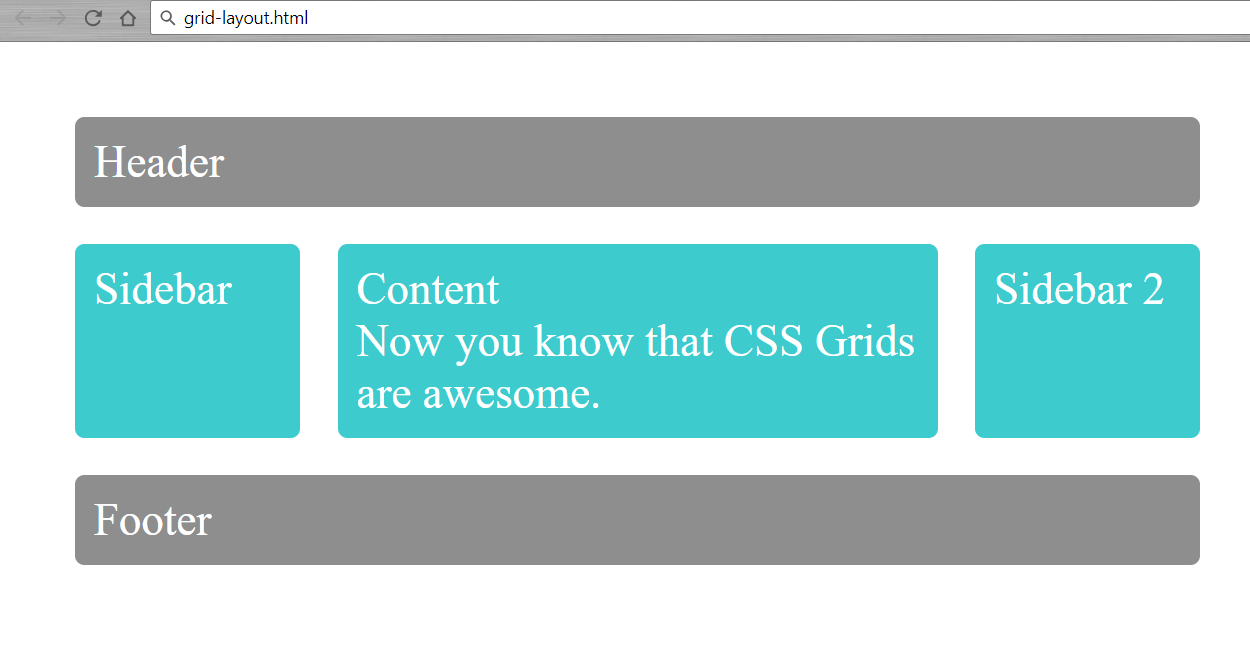 grid-layout.html
Header
Sidebar
Content
Now you know that CSS Grids
are awesome.
Sidebar 2
Footer